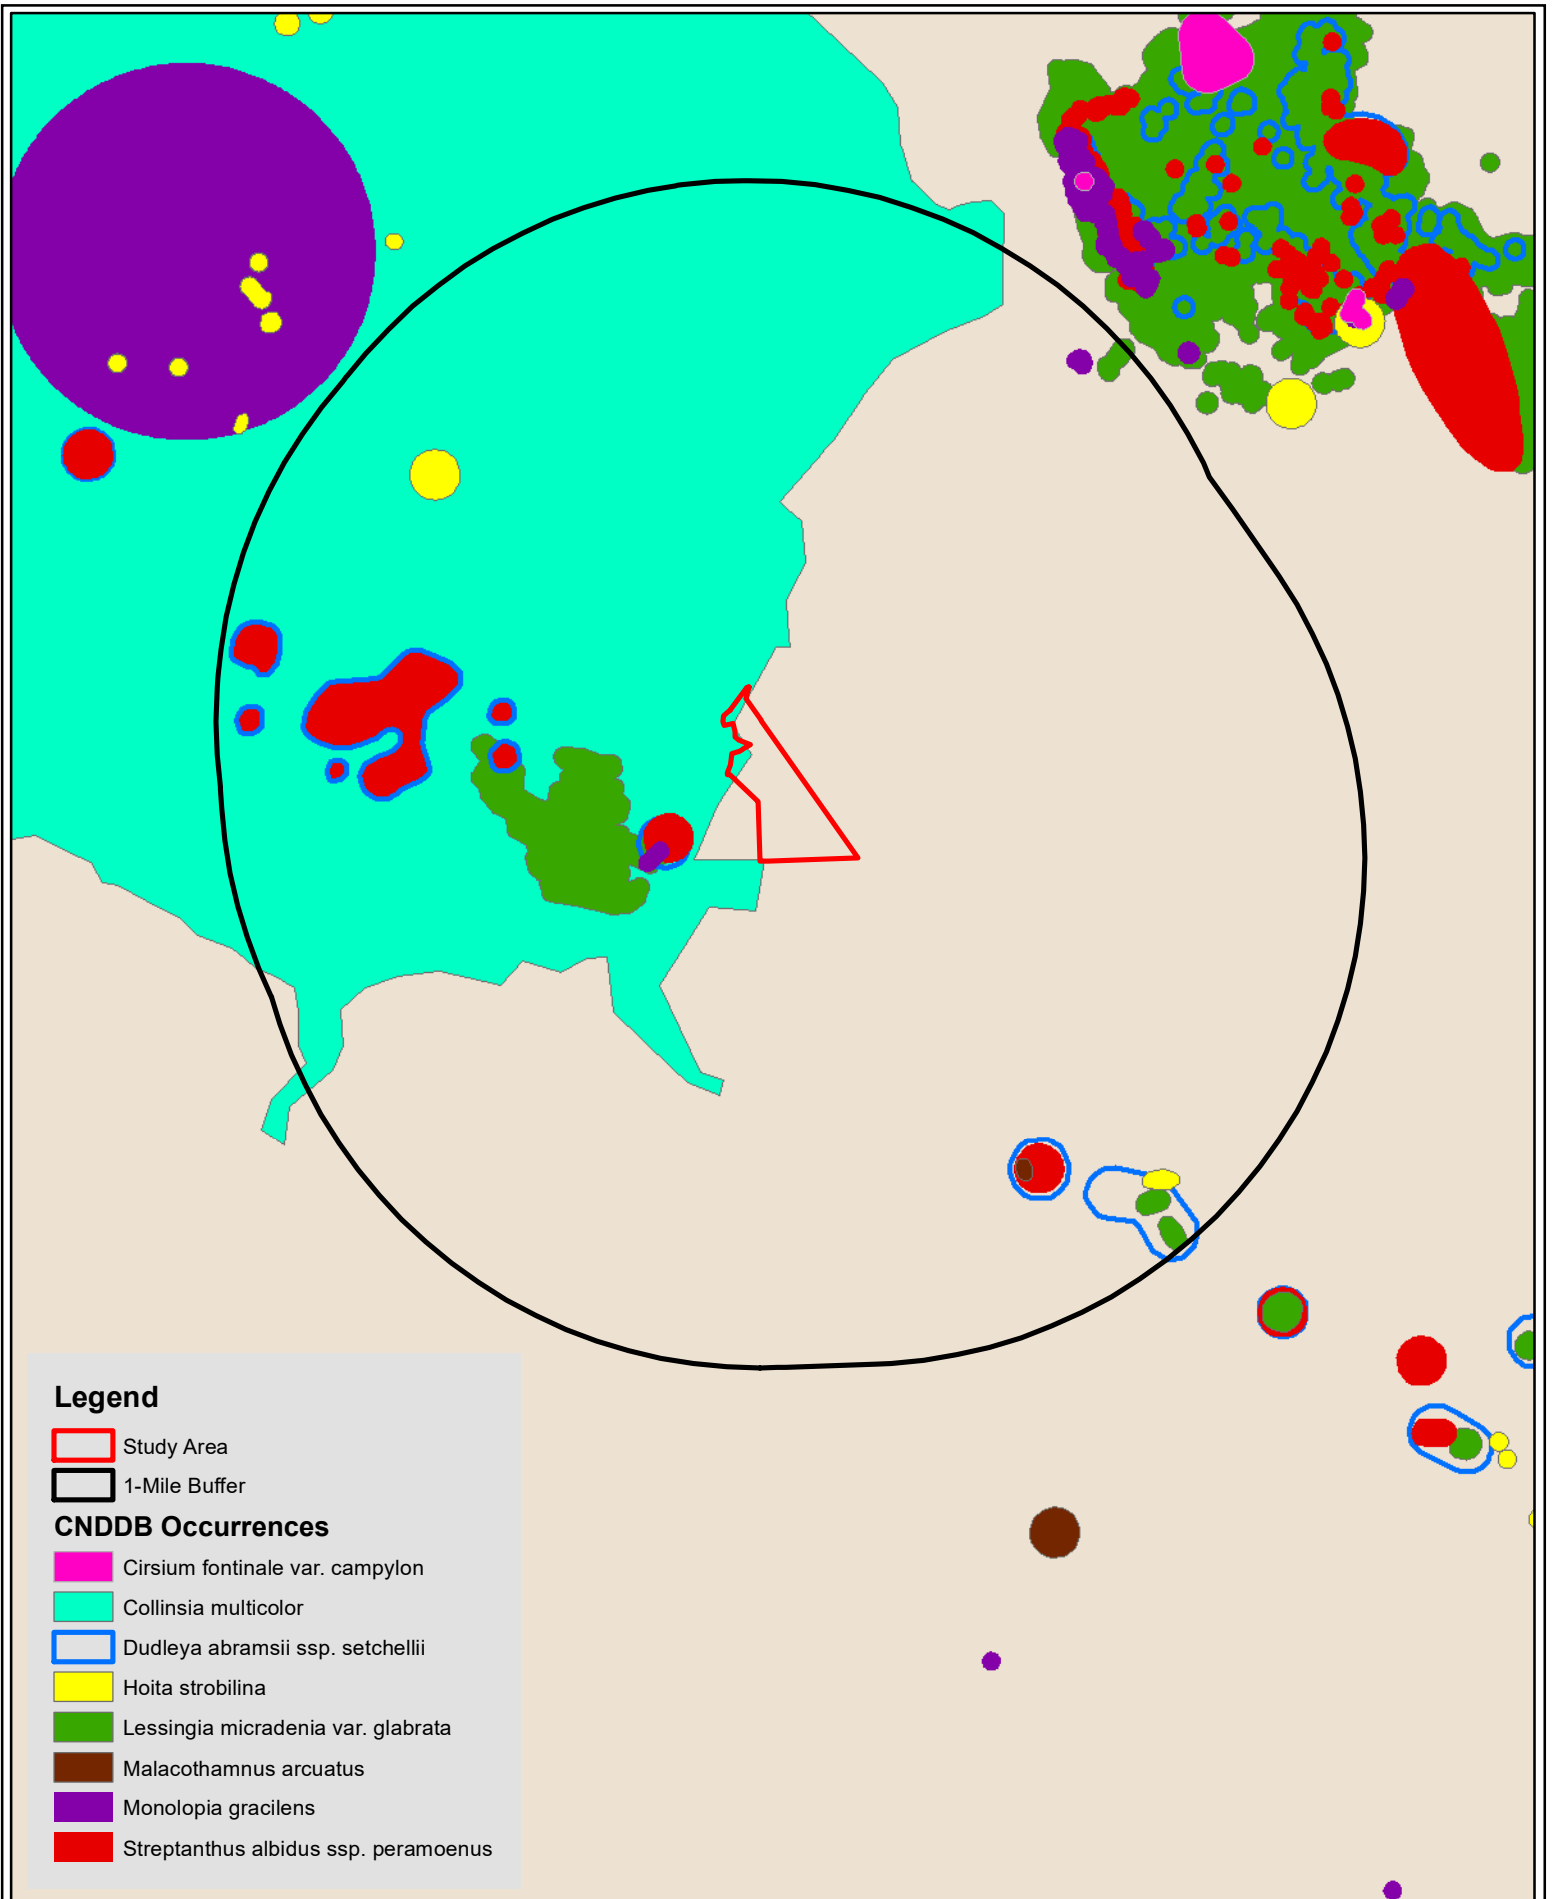 Legend
Study Area
1-Mile Buffer
CNDDB Occurrences
Cirsium fontinale var. campylon
Collinsia multicolor
Dudleya abramsii ssp. setchellii
Hoita strobilina
Lessingia micradenia var. glabrata
Malacothamnus arcuatus
Monolopia gracilens
Streptanthus albidus ssp. peramoenus